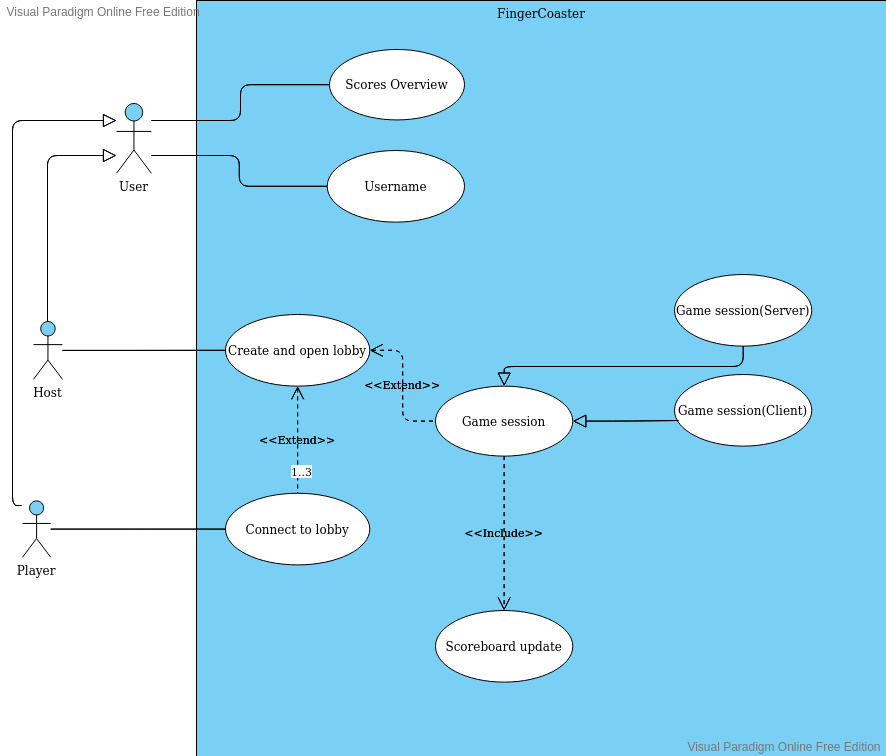 Visual Paradigm Online Free Edition
FingerCoaster
Scores Overview
User
Username
Game session(Server)
Create and open lobby
Host
<<Extend>>
Game session(Client)
Game session
<<Extend>>
1..3
Connect to lobby
<<Include>>
Player
Scoreboard update
Visual Paradigm Online Free Edition